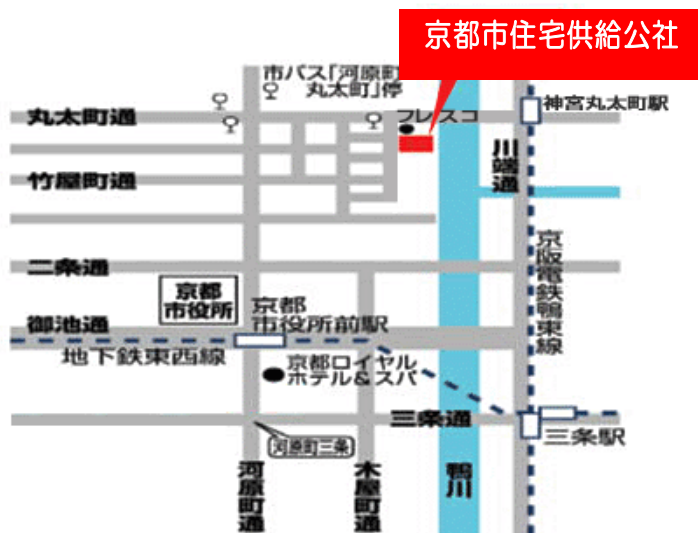 京都市住宅供給公社
市バス「河原町
丸太町」停
フレスコ
神宮丸太町駅
丸太町通
川端通
竹屋町通
京阪電鉄鴨東線
二条通
京都
市役所
京都
市役所前駅
御池通
地下鉄東西線
京都ロイヤル
ホテル&スパ
三条通
三条駅
河原町三条
河原町通
木屋町通
鴨川